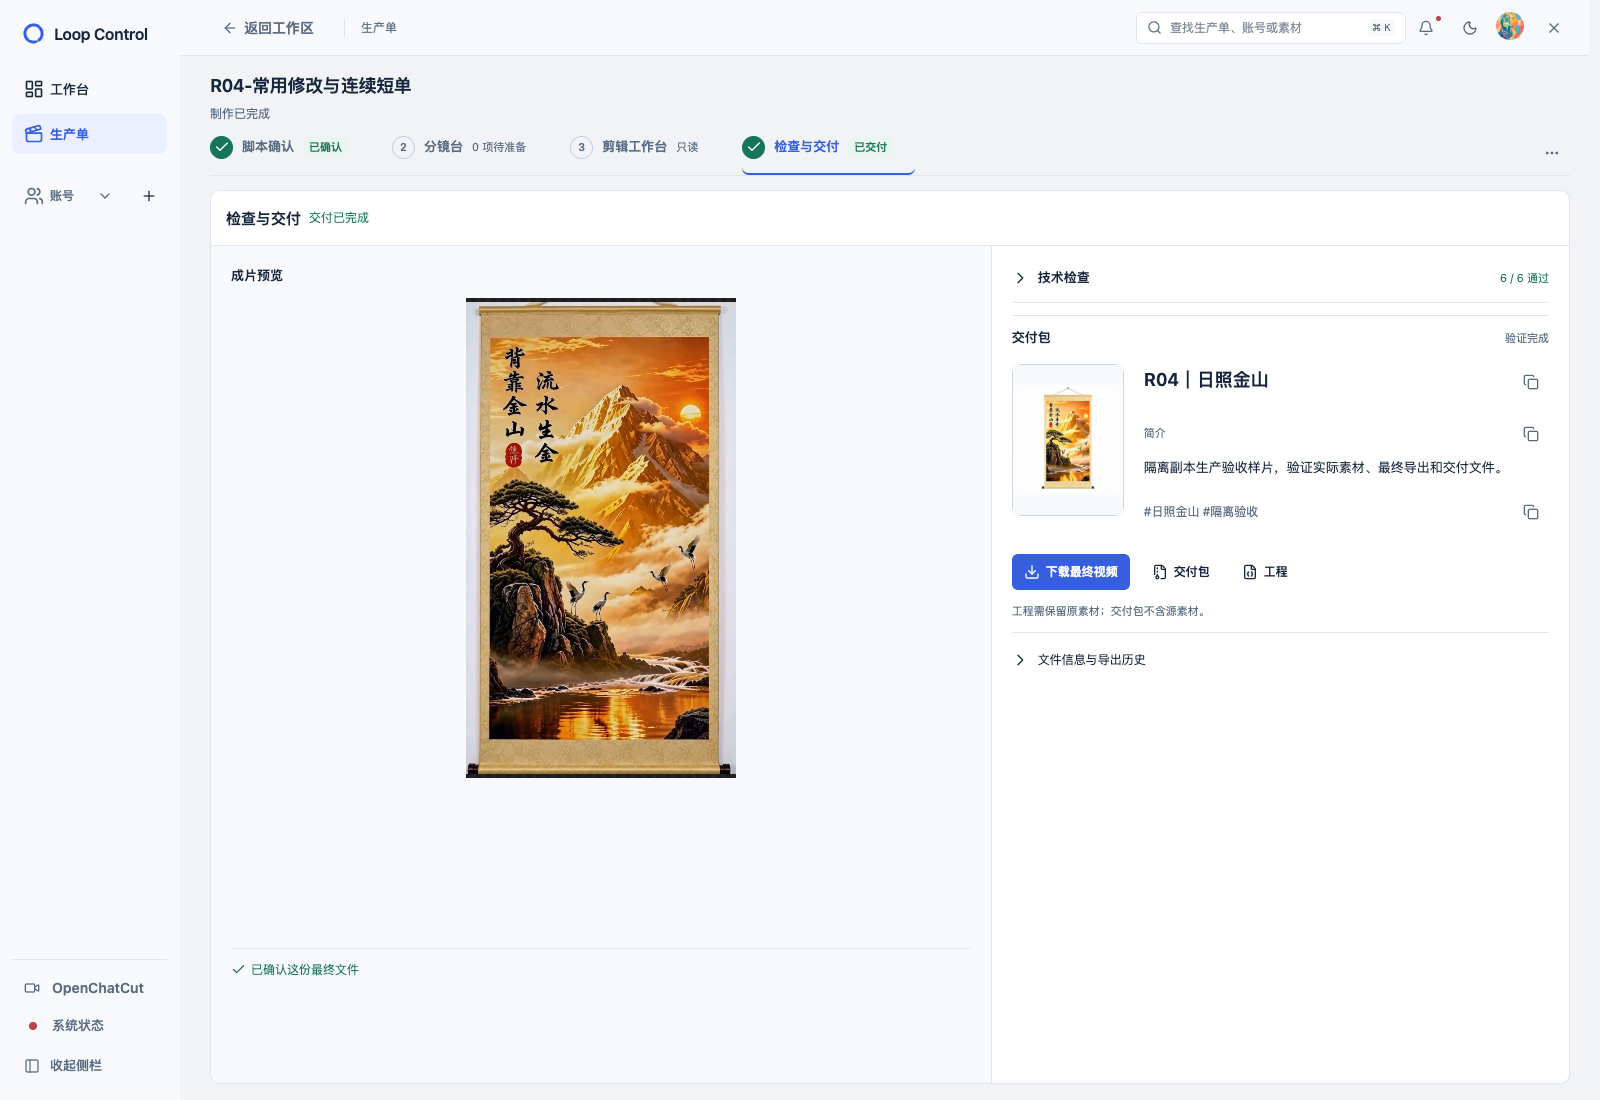 Loop Control
工作台
生产单
账号
OpenChatCut
系统状态
收起侧栏
返回工作区
生产单
查找生产单、账号或素材
⌘ K
R04-常用修改与连续短单
制作已完成
脚本确认 已确认
2 分镜台 0 项待准备
3 剪辑工作台 只读
检查与交付 已交付
检查与交付 交付已完成
成片预览
背靠金山
流水生金
已确认这份最终文件
技术检查 6 / 6 通过
交付包 验证完成
背靠金山
流水生金
R04｜日照金山
简介
隔离副本生产验收样片，验证实际素材、最终导出和交付文件。
#日照金山 #隔离验收
下载最终视频 交付包 工程
工程需保留原素材；交付包不含源素材。
文件信息与导出历史